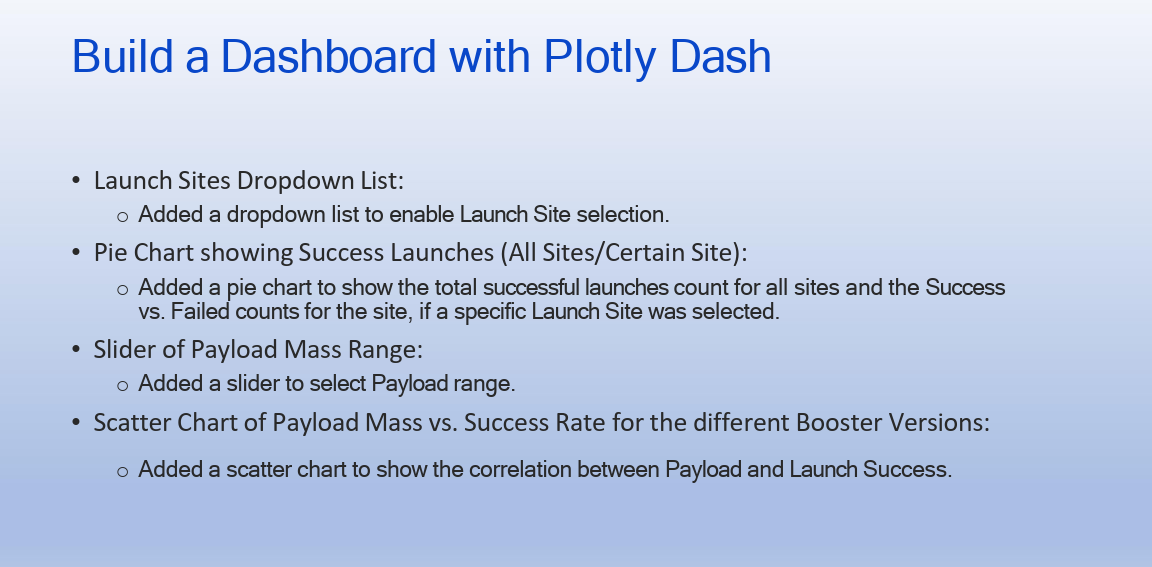 Build a Dashboard with Plotly Dash
• Launch Sites Dropdown List:
o Added a dropdown list to enable Launch Site selection.
• Pie Chart showing Success Launches (All Sites/Certain Site):
o Added a pie chart to show the total successful launches count for all sites and the Success
vs. Failed counts for the site, if a specific Launch Site was selected.
• Slider of Payload Mass Range:
o Added a slider to select Payload range.
• Scatter Chart of Payload Mass vs. Success Rate for the different Booster Versions:
o Added a scatter chart to show the correlation between Payload and Launch Success.